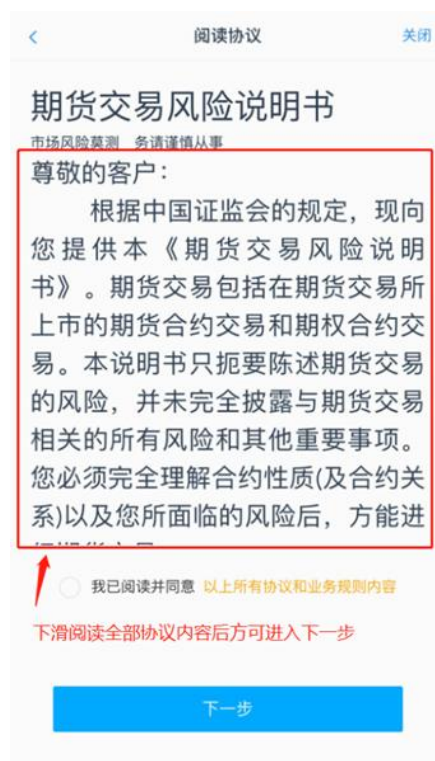 阅读协议
关闭
期货交易风险说明书
市场风险莫测　务请谨慎从事
尊敬的客户：
根据中国证监会的规定，现向
您提供本《期货交易风险说明
书》。期货交易包括在期货交易所
上市的期货合约交易和期权合约交
易。本说明书只扼要陈述期货交易
的风险，并未完全披露与期货交易
相关的所有风险和其他重要事项。
您必须完全理解合约性质(及合约关
系)以及您所面临的风险后，方能进
我已阅读并同意 以上所有协议和业务规则内容
下滑阅读全部协议内容后方可进入下一步
下一步